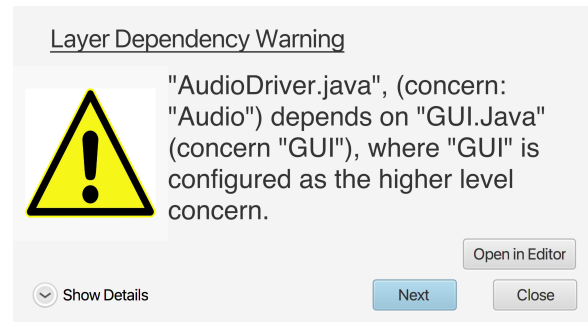 Layer Dependency Warning
"AudioDriver.java", (concern:
"Audio") depends on "GUI.Java"
(concern "GUI"), where "GUI" is
configured as the higher level
concern.
Open in Editor
Show Details
Next
Close